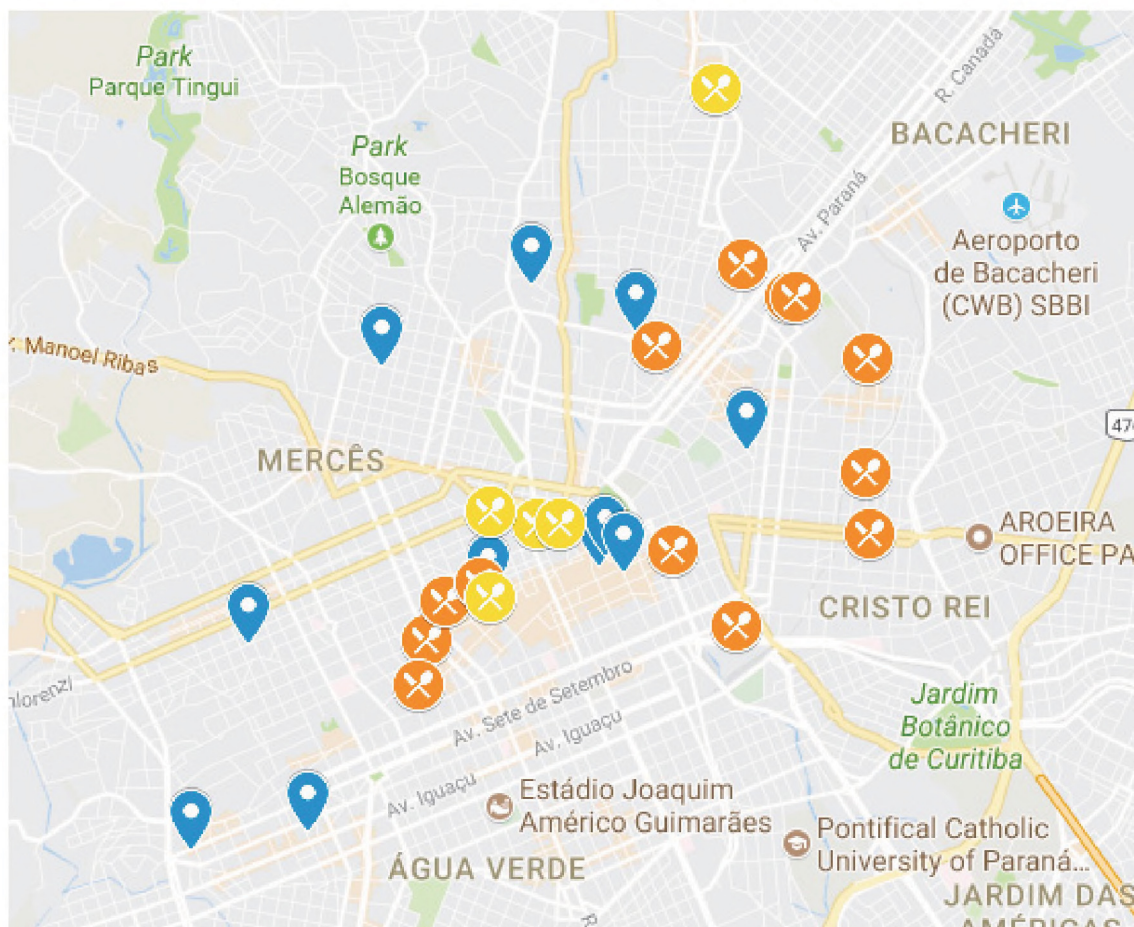 Park
Parque Tingui
Park
Bosque
Alemão
R. Canada
BACACHERI
Av. Paraná
Aeroporto
de Bacacheri
(CWB) SBBI
Manoel Ribas
MERCÊS
AROEIRA
OFFICE PA
CRISTO REI
Av. Sete de Setembro
Av. Iguaçu
Av. Iguaçu
Jardim
Botânico
de Curitiba
Estádio Joaquim
Américo Guimarães
Pontifical Catholic
University of Paraná...
ÁGUA VERDE
JARDIM DAS
AMÉRICAS
R.